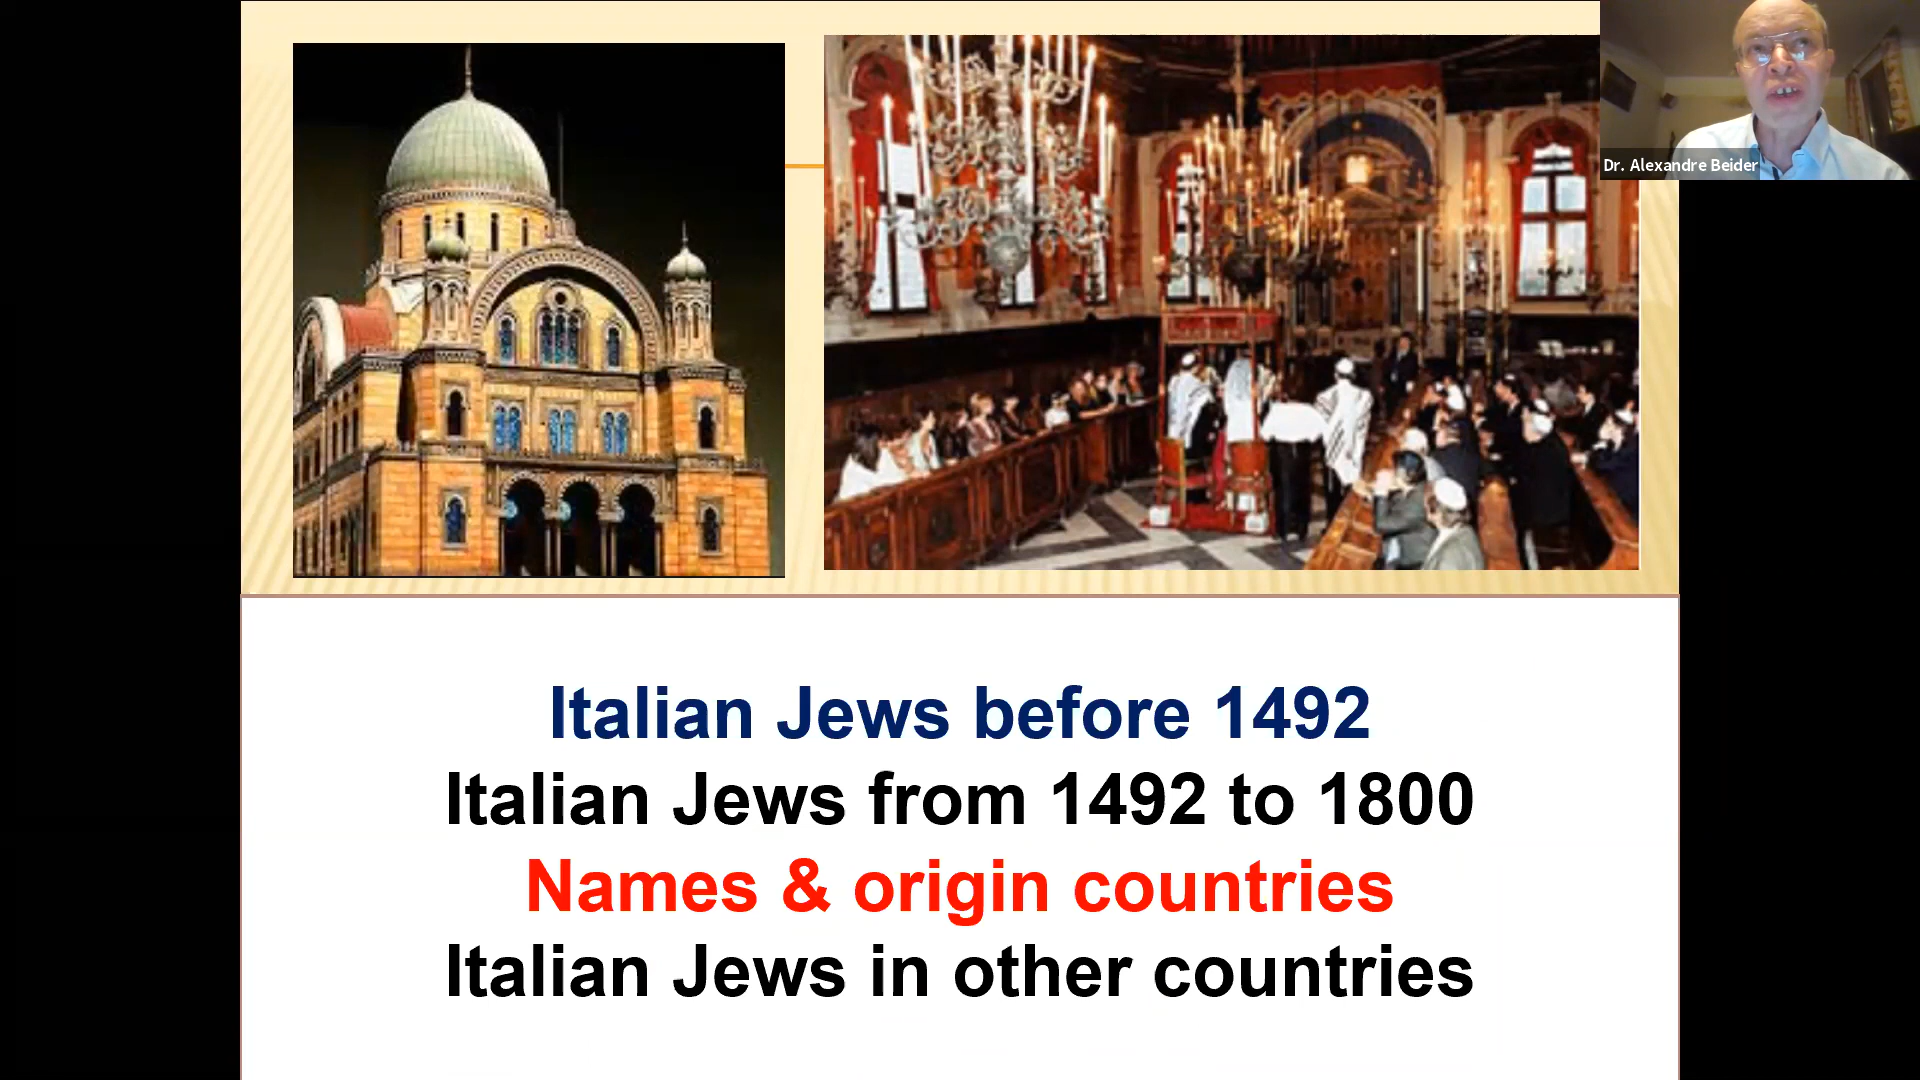 Dr. Alexandre Beider
Italian Jews before 1492
Italian Jews from 1492 to 1800
Names & origin countries
Italian Jews in other countries